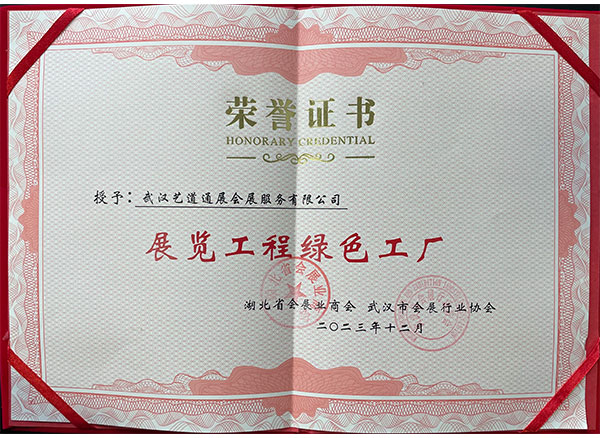 荣誉证书
HONORARY CREDENTIAL
授予：武汉艺道通展会展服务有限公司
展览工程绿色工厂
湖北省会展业商会 武汉市会展行业协会
二〇二三年十二月